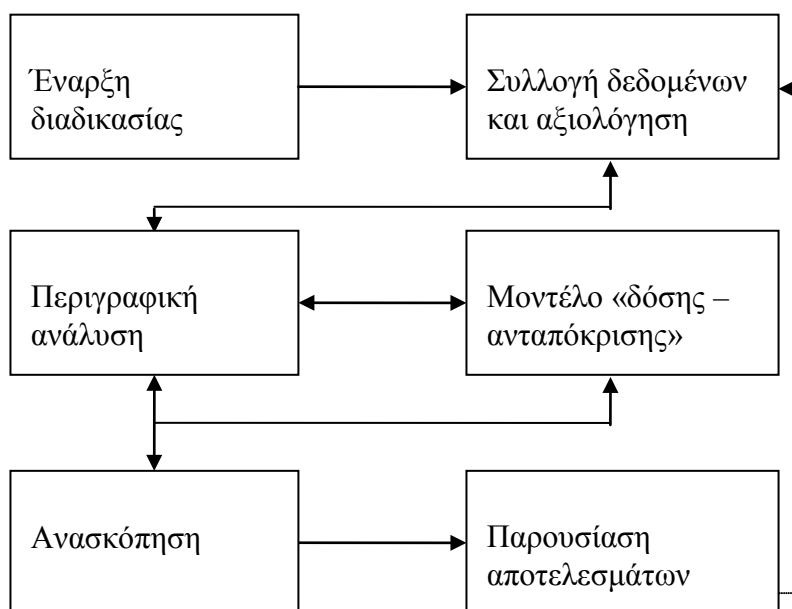 Έναρξη
διαδικασίας
Συλλογή δεδομένων
και αξιολόγηση
Περιγραφική
ανάλυση
Μοντέλο «δόσης –
ανταπόκρισης»
Ανασκόπηση
Παρουσίαση
αποτελεσμάτων